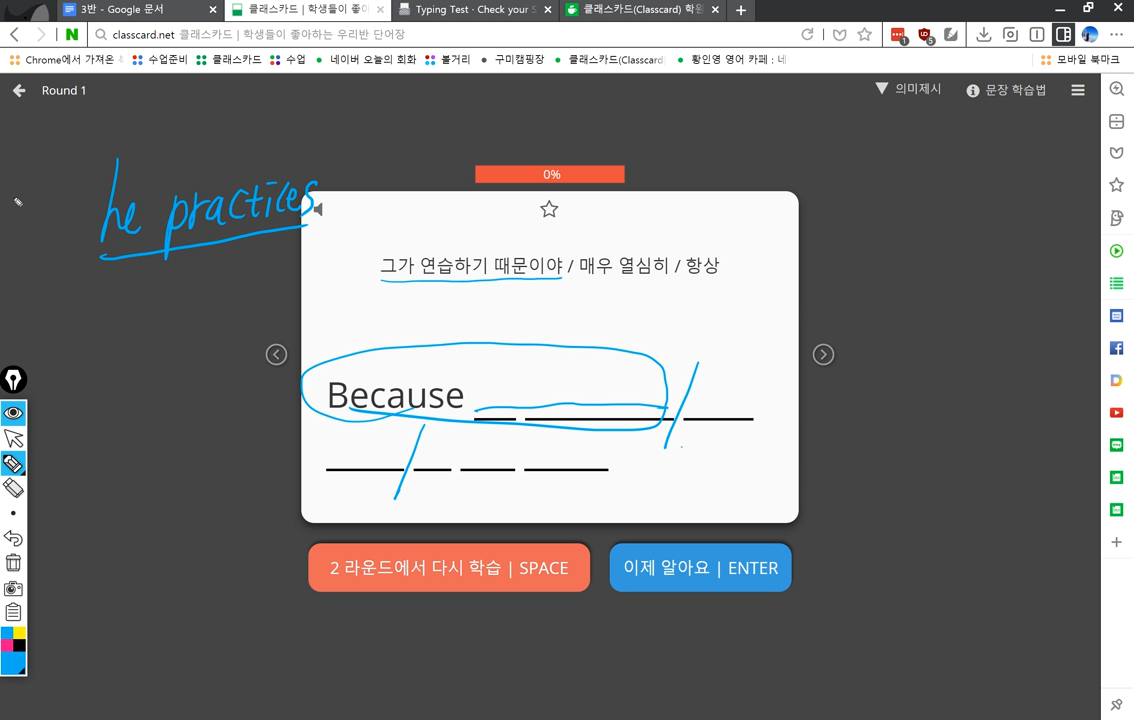 3반 - Google 문서
클래스카드 | 학생들이 좋아
Typing Test · Check your S
클래스카드(Classcard) 학원
N
classcard.net 클래스카드 | 학생들이 좋아하는 우리반 단어장
1
5
Chrome에서 가져온
수업준비
클래스카드
수업
네이버 오늘의 회화
볼거리
구미캠핑장
클래스카드(Classcard
황인영 영어 카페 : 네
모바일 북마크
Round 1
의미제시
문장 학습법
he practices
0%
그가 연습하기 때문이야 / 매우 열심히 / 항상
Because
2 라운드에서 다시 학습 | SPACE
이제 알아요 | ENTER